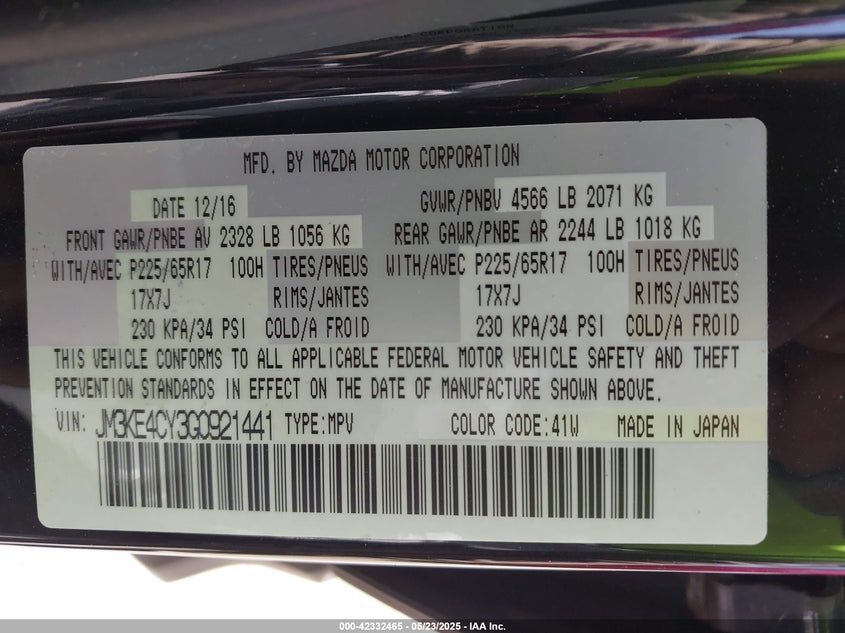 MFD. BY MAZDA MOTOR CORPORATION
DATE 12/16 GVWR/PNBV 4566 LB 2071 KG
FRONT GAWR/PNBE AV 2328 LB 1056 KG REAR GAWR/PNBE AR 2244 LB 1018 KG
WITH/AVEC P225/65R17 100H TIRES/PNEUS WITH/AVEC P225/65R17 100H TIRES/PNEUS
17X7J RIMS/JANTES 17X7J RIMS/JANTES
230 KPA/34 PSI COLD/A FROID 230 KPA/34 PSI COLD/A FROID
THIS VEHICLE CONFORMS TO ALL APPLICABLE FEDERAL MOTOR VEHICLE SAFETY AND THEFT
PREVENTION STANDARDS IN EFFECT ON THE DATE OF MANUFACTURE SHOWN ABOVE.
VIN: JM3KE4CY3G0921441 TYPE:MPV COLOR CODE:41W MADE IN JAPAN
000-42332465 - 05/23/2025 - IAA Inc.